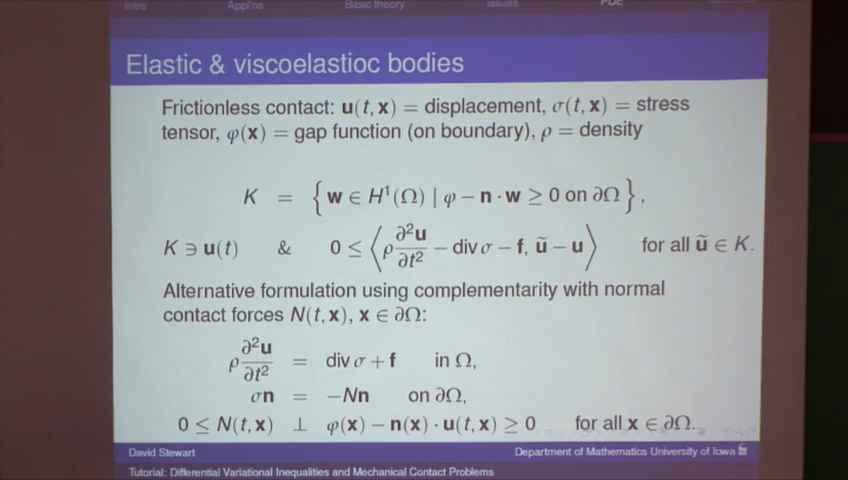 Intro Appl'ns Basic theory Issues PDE
Elastic & viscoelastioc bodies
Frictionless contact: u(t, x) = displacement, σ(t, x) = stress
tensor, φ(x) = gap function (on boundary), ρ = density
K = { w ∈ H¹(Ω) | φ − n · w ≥ 0 on ∂Ω } ,
K ∋ u(t) & 0 ≤ ⟨ ρ ∂²u/∂t² − div σ − f, ũ − u ⟩ for all ũ ∈ K.
Alternative formulation using complementarity with normal
contact forces N(t, x), x ∈ ∂Ω:
ρ ∂²u/∂t² = div σ + f in Ω,
σn = −Nn on ∂Ω,
0 ≤ N(t, x) ⊥ φ(x) − n(x) · u(t, x) ≥ 0 for all x ∈ ∂Ω.
David Stewart Department of Mathematics University of Iowa
Tutorial: Differential Variational Inequalities and Mechanical Contact Problems